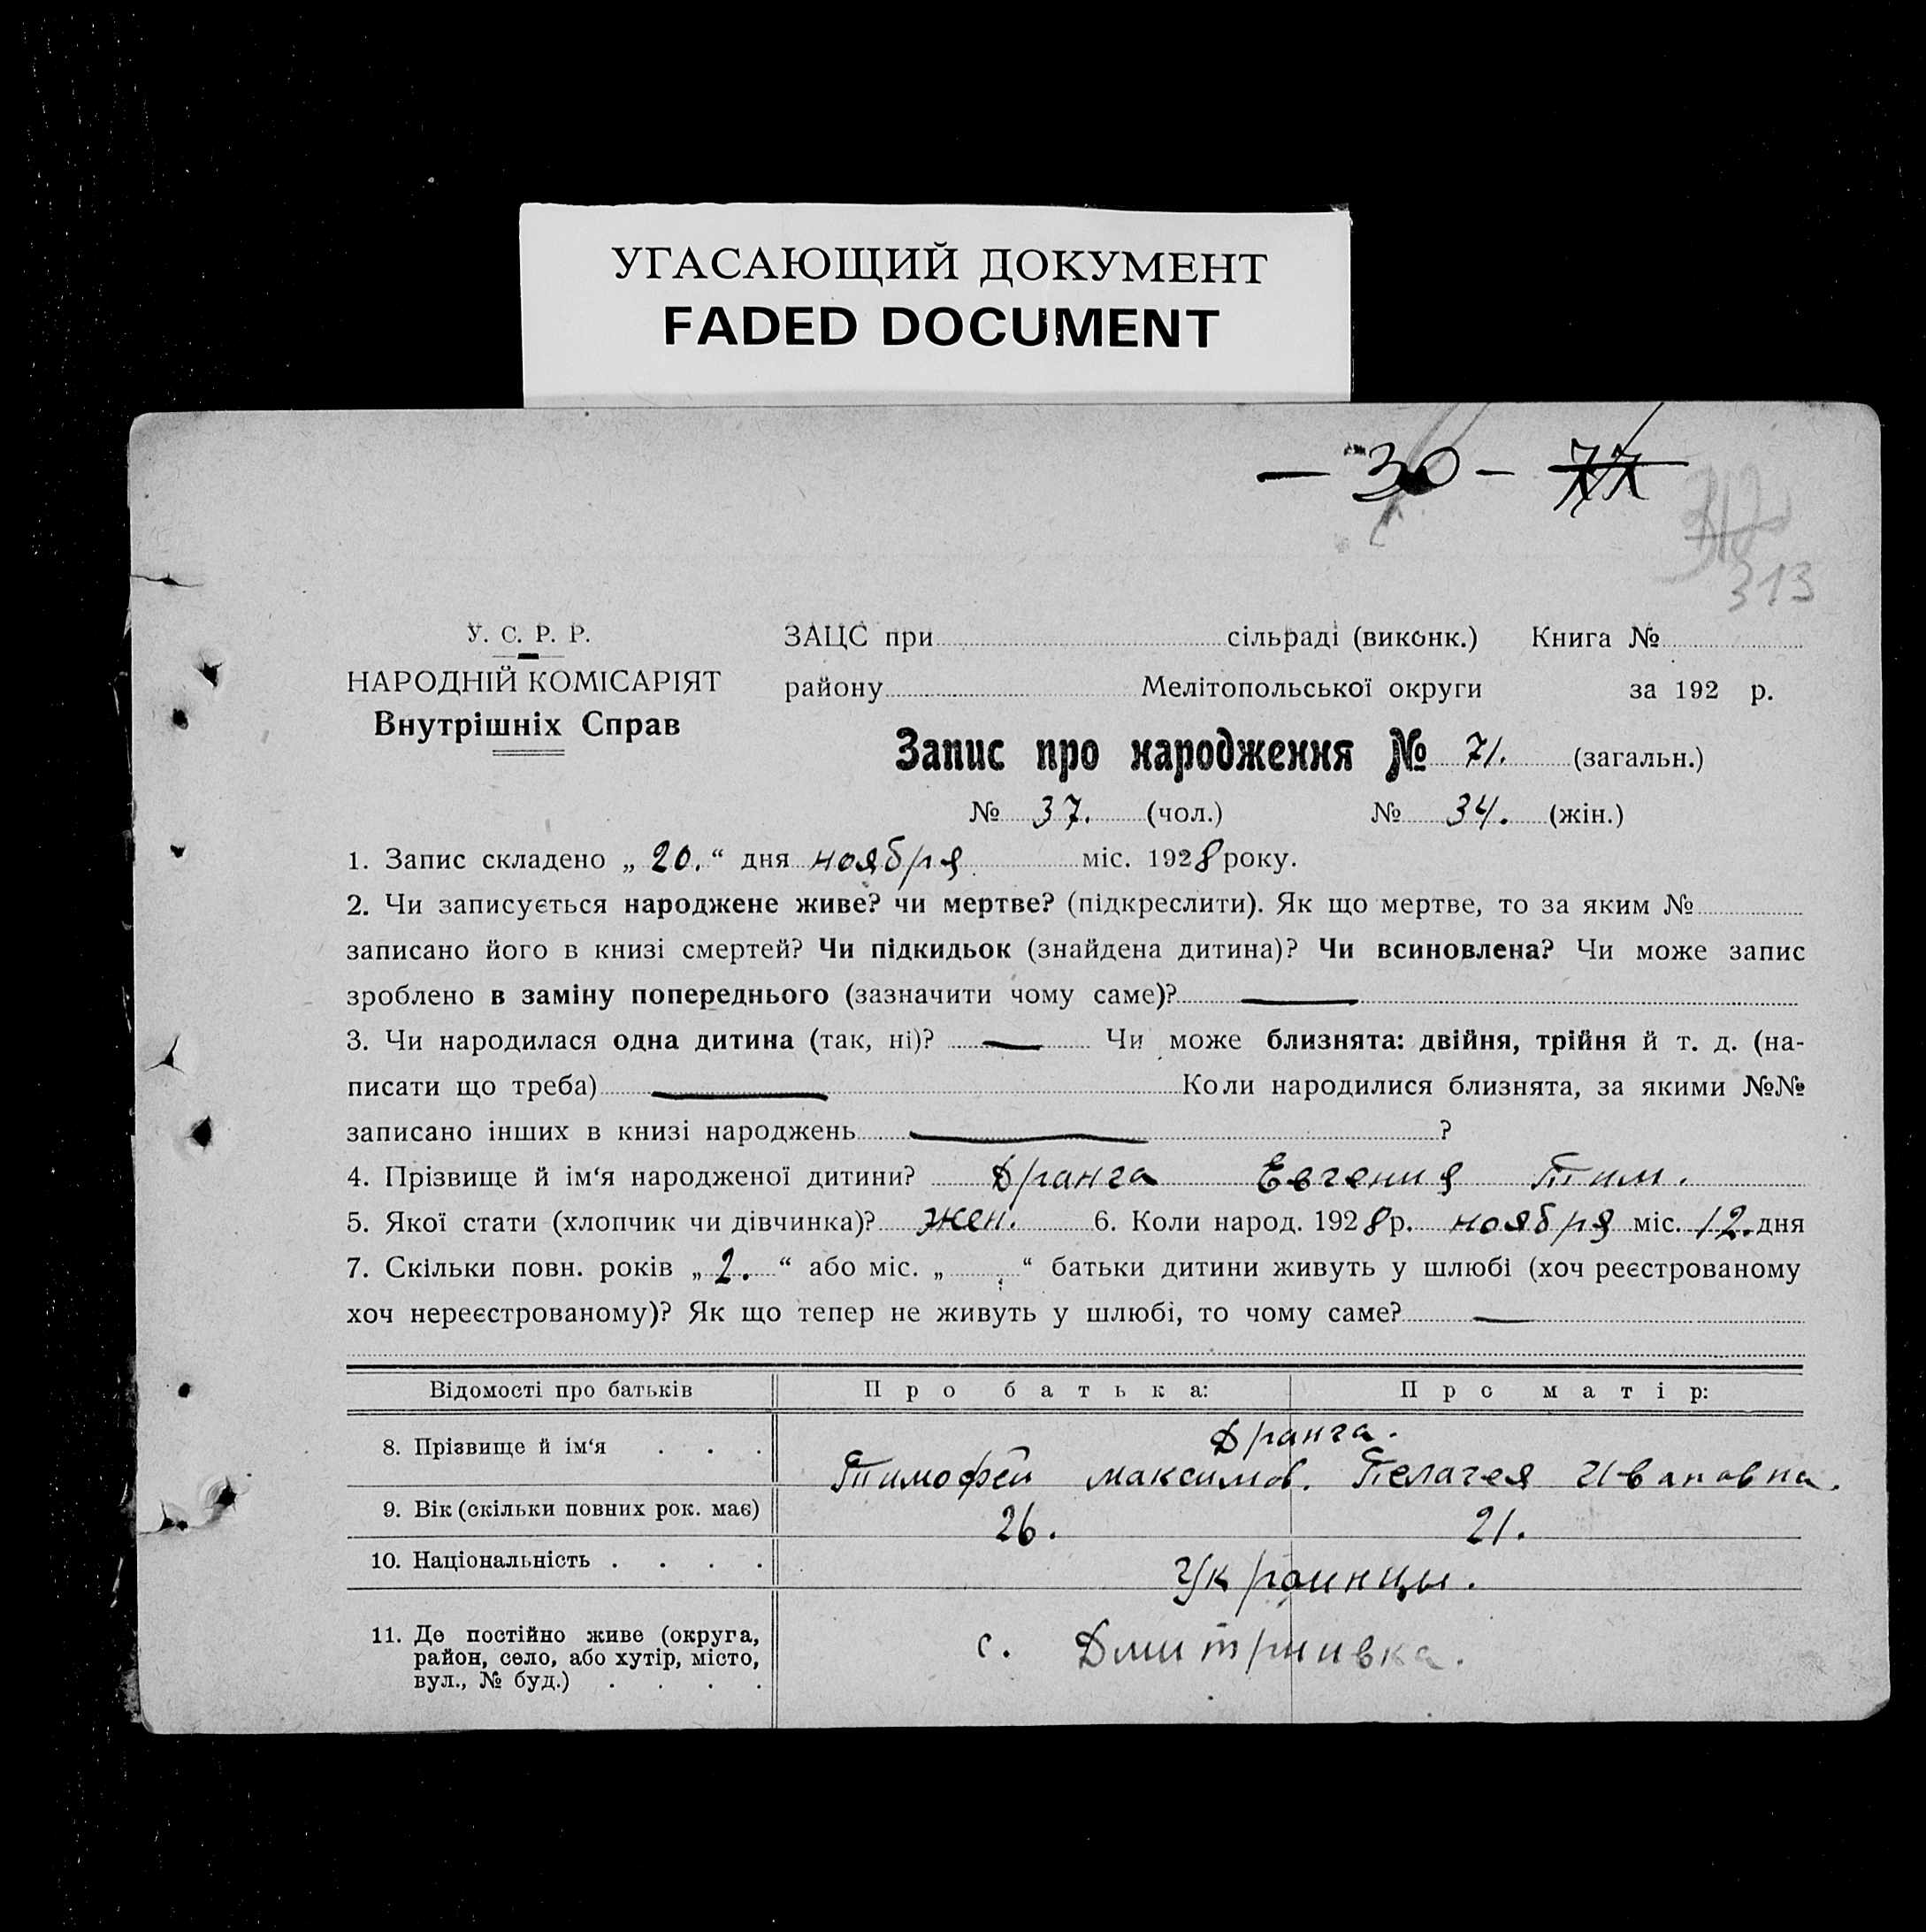 УГАСАЮЩИЙ ДОКУМЕНТ
FADED DOCUMENT
— 30 — 77
313
У. С. Р. Р.
НАРОДНІЙ КОМІСАРІЯТ
Внутрішніх Справ
ЗАЦС при сільраді (виконк.) Книга №
району Мелітопольської округи за 192 р.
Запис про народження № 71. (загальн.)
№ 37. (чол.) № 34. (жін.)
1. Запис складено „ 20. “ дня ноября міс. 1928 року.
2. Чи записується народжене живе? чи мертве? (підкреслити). Як що мертве, то за яким №
записано його в книзі смертей? Чи підкидьок (знайдена дитина)? Чи всиновлена? Чи може запис
зроблено в заміну попереднього (зазначити чому саме)? —
3. Чи народилася одна дитина (так, ні)? — Чи може близнята: двійня, трійня й т. д. (на-
писати що треба) — Коли народилися близнята, за якими №№
записано інших в книзі народжень — ?
4. Прізвище й ім‘я народженої дитини? Дранга Евгения Тим.
5. Якої стати (хлопчик чи дівчинка)? жен. 6. Коли народ. 1928 р. ноября міс. 12. дня
7. Скільки повн. років „ 2. “ або міс. „ “ батьки дитини живуть у шлюбі (хоч реєстрованому
хоч нереєстрованому)? Як що тепер не живуть у шлюбі, то чому саме? —
Відомості про батьків Про батька: Про матір:
Дранга.
8. Прізвище й ім‘я . . . Тимофей Максимов. Пелагея Ивановна.
9. Вік (скільки повних рок. має) 26. 21.
10. Національність . . . . Украинцы.
11. Де постійно живе (округа,
район, село, або хутір, місто,
вул., № буд.) . . . .
с. Дмитриивка.